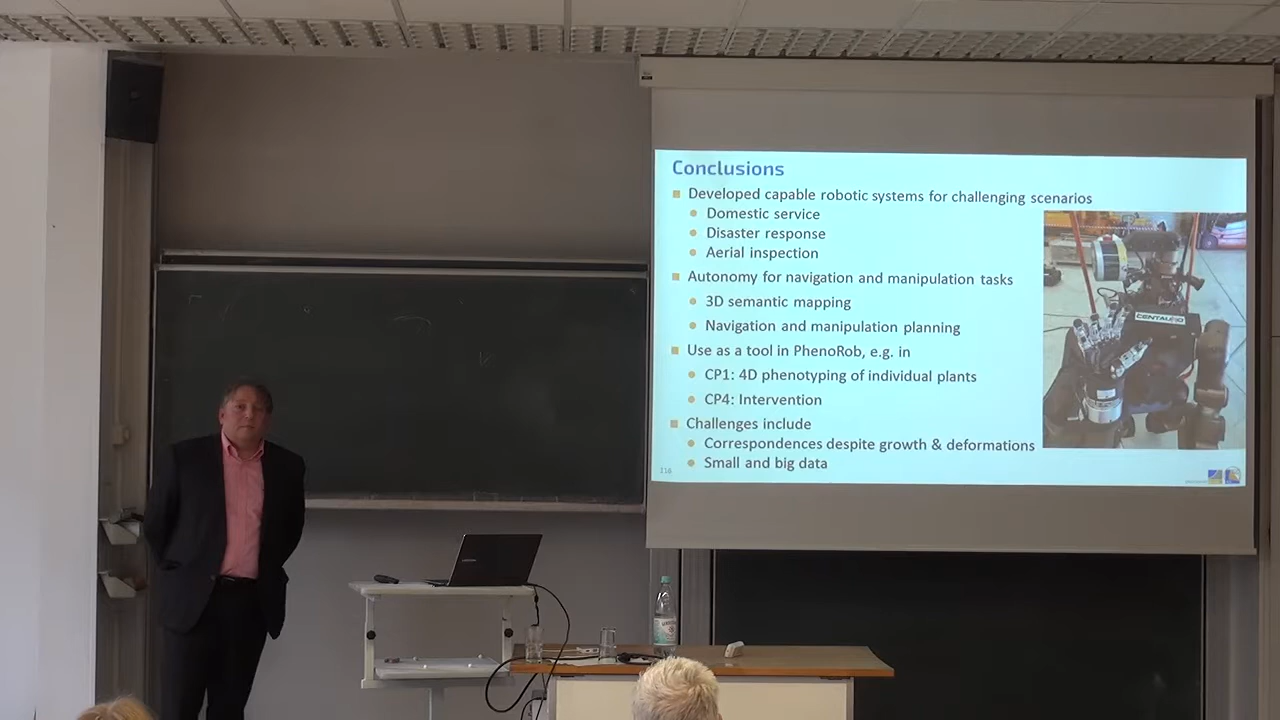 Conclusions
Developed capable robotic systems for challenging scenarios
Domestic service
Disaster response
Aerial inspection
Autonomy for navigation and manipulation tasks
3D semantic mapping
Navigation and manipulation planning
Use as a tool in PhenoRob, e.g. in
CP1: 4D phenotyping of individual plants
CP4: Intervention
Challenges include
Correspondences despite growth & deformations
Small and big data
116